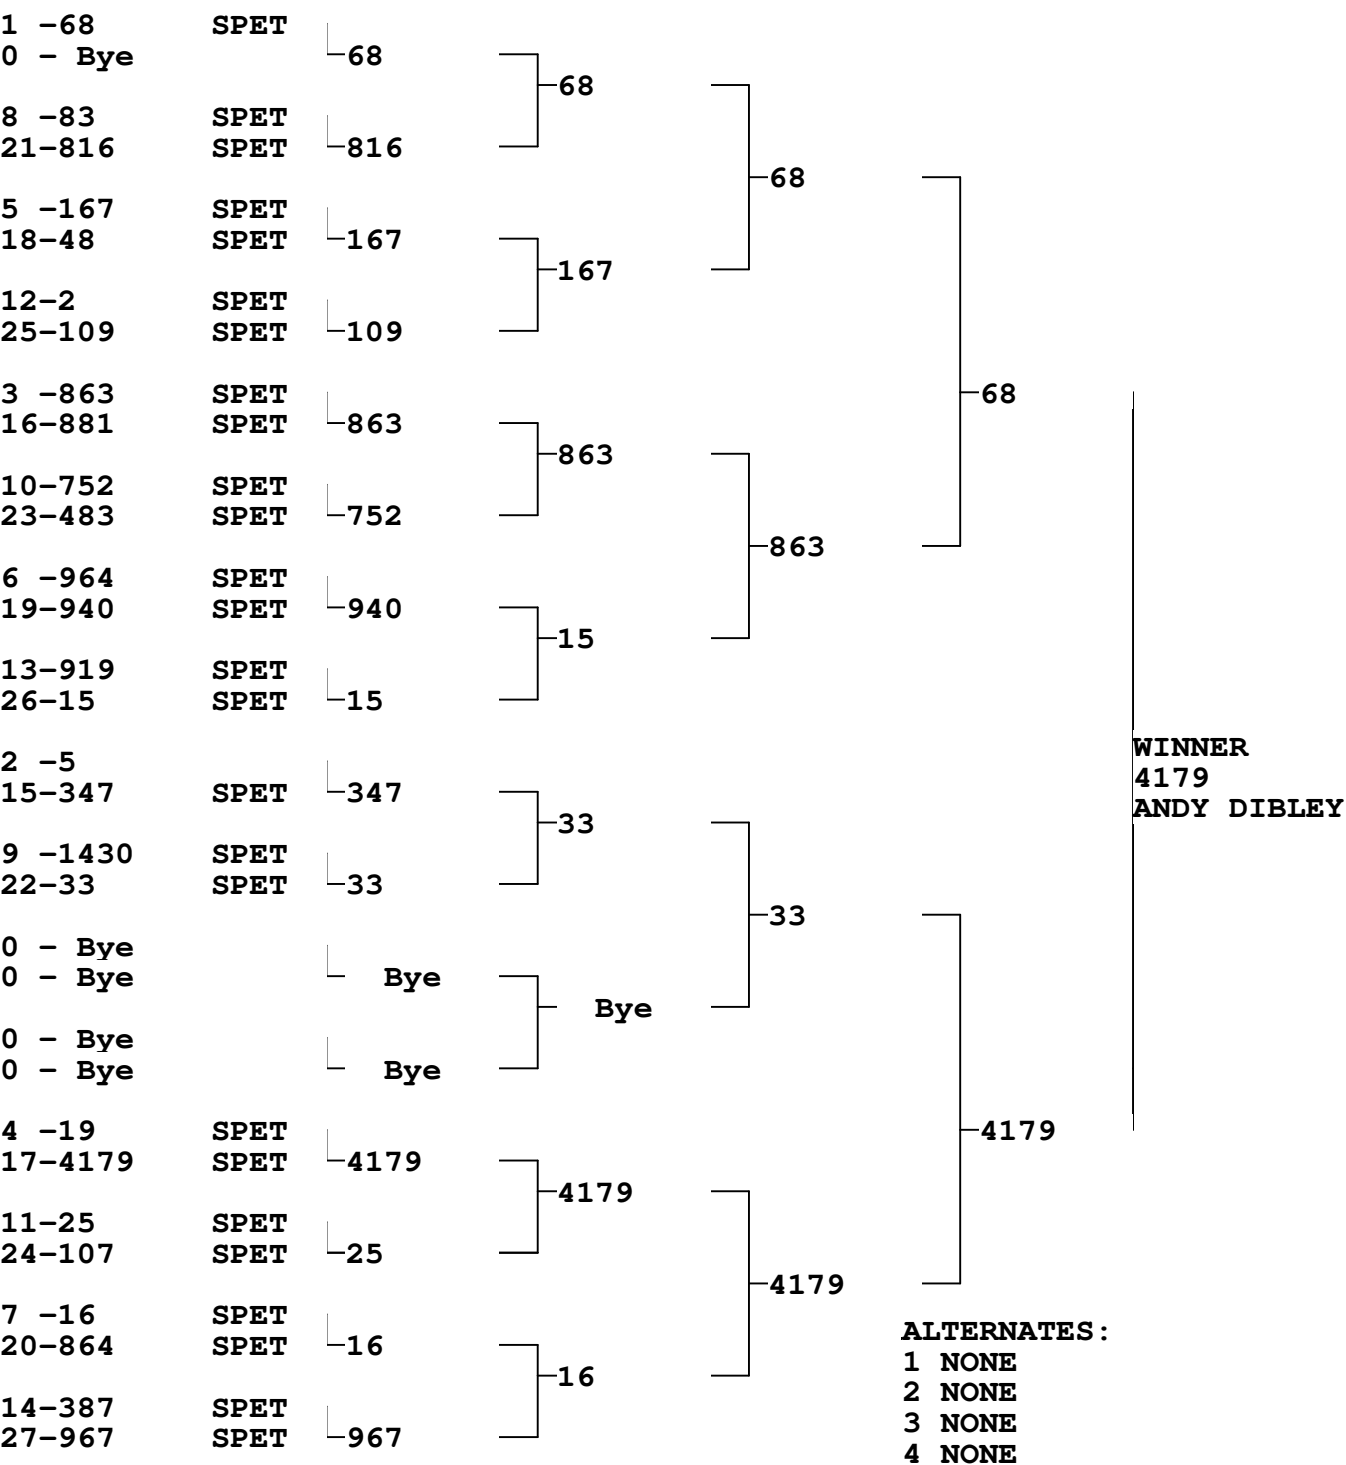 1 -68 SPET
0 - Bye
68
68
8 -83 SPET
21-816 SPET 816
68
5 -167 SPET
18-48 SPET 167
167
12-2 SPET
25-109 SPET 109
3 -863 SPET 68
16-881 SPET 863
863
10-752 SPET
23-483 SPET 752
863
6 -964 SPET
19-940 SPET 940
15
13-919 SPET
26-15 SPET 15
WINNER
2 -5
4179
15-347 SPET 347
ANDY DIBLEY
33
9 -1430 SPET
22-33 SPET 33
33
0 - Bye
0 - Bye Bye
Bye
0 - Bye
0 - Bye Bye
4 -19 SPET 4179
17-4179 SPET 4179
4179
11-25 SPET
24-107 SPET 25
4179
7 -16 SPET
ALTERNATES:
20-864 SPET 16
1 NONE
16
2 NONE
14-387 SPET
3 NONE
27-967 SPET 967
4 NONE